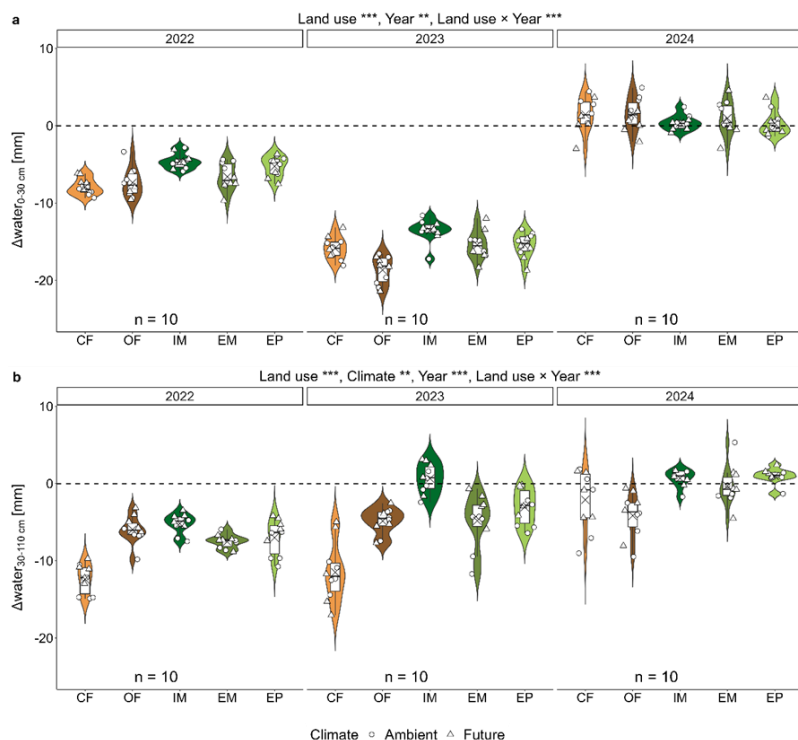 a
Land use ***, Year **, Land use × Year ***
2022 2023 2024
Δwater0-30 cm [mm]
10
0
-10
-20
n = 10 n = 10 n = 10
CF OF IM EM EP CF OF IM EM EP CF OF IM EM EP
b
Land use ***, Climate **, Year ***, Land use × Year ***
2022 2023 2024
Δwater30-110 cm [mm]
10
0
-10
-20
n = 10 n = 10 n = 10
CF OF IM EM EP CF OF IM EM EP CF OF IM EM EP
Climate ○ Ambient △ Future